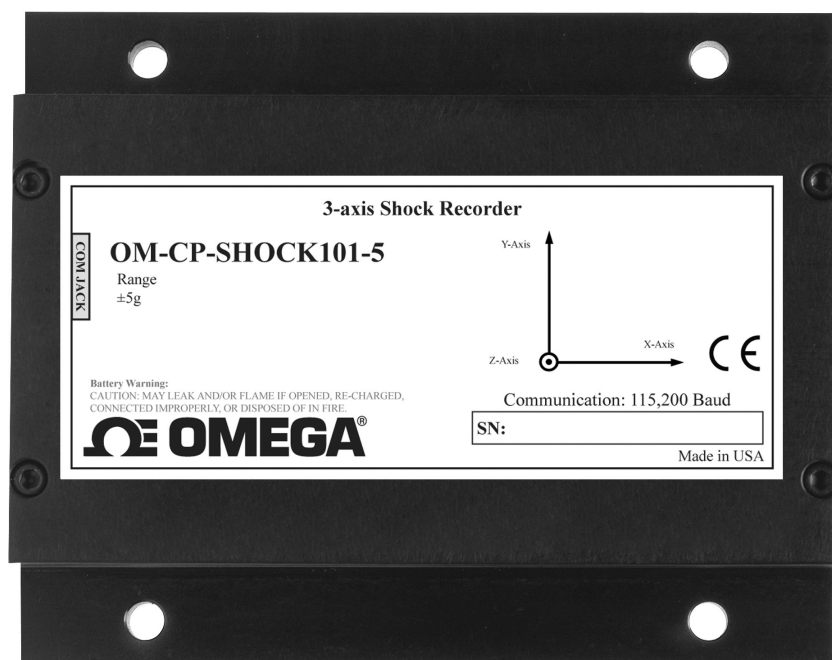 3-axis Shock Recorder
COM JACK
OM-CP-SHOCK101-5
Range
±5g
Y-Axis
X-Axis
Z-Axis
CE
Battery Warning:
CAUTION: MAY LEAK AND/OR FLAME IF OPENED, RE-CHARGED,
CONNECTED IMPROPERLY, OR DISPOSED OF IN FIRE.
ΩE OMEGA®
Communication: 115,200 Baud
SN:
Made in USA